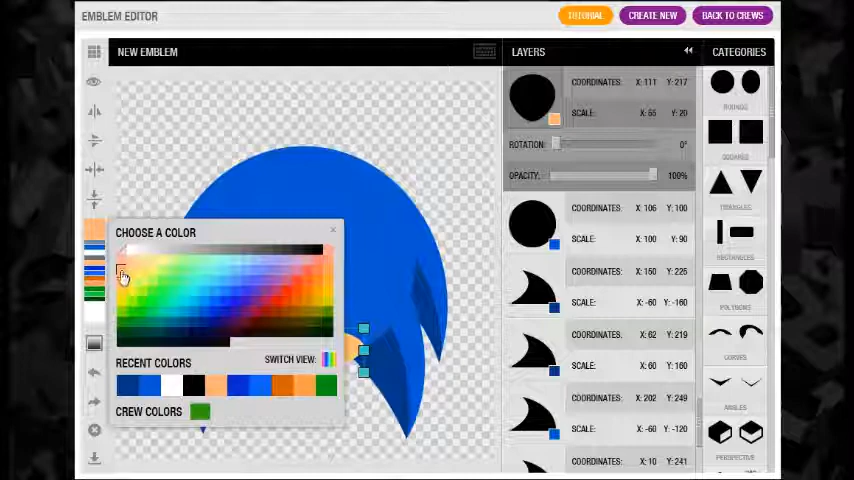 EMBLEM EDITOR
TUTORIAL
CREATE NEW
BACK TO CREWS
NEW EMBLEM
LAYERS
CATEGORIES
COORDINATES: X: 111 Y: 217
SCALE: X: 65 Y: 20
ROTATION: 0°
OPACITY: 100%
COORDINATES: X: 106 Y: 100
SCALE: X: 100 Y: 90
COORDINATES: X: 150 Y: 225
SCALE: X: -60 Y: -160
COORDINATES: X: 62 Y: 219
SCALE: X: 60 Y: 160
COORDINATES: X: 202 Y: 249
SCALE: X: -60 Y: -120
COORDINATES: X: 10 Y: 241
ROUNDS
SQUARES
TRIANGLES
RECTANGLES
POLYGONS
CURVES
ANGLES
PERSPECTIVE
CHOOSE A COLOR
RECENT COLORS
SWITCH VIEW:
CREW COLORS